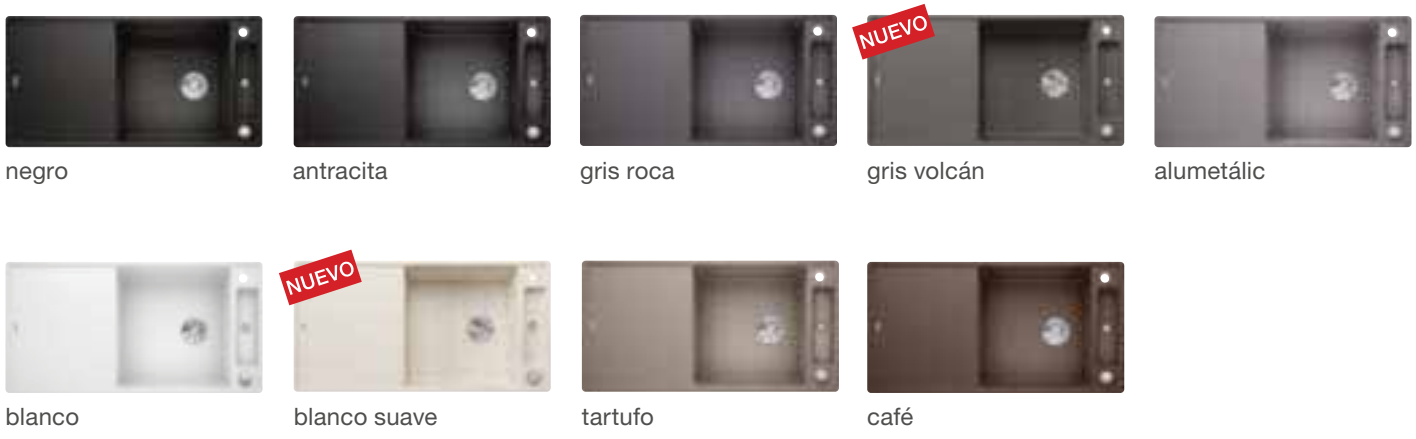 NUEVO
negro
antracita
gris roca
gris volcán
alumetálic
NUEVO
blanco
blanco suave
tartufo
café